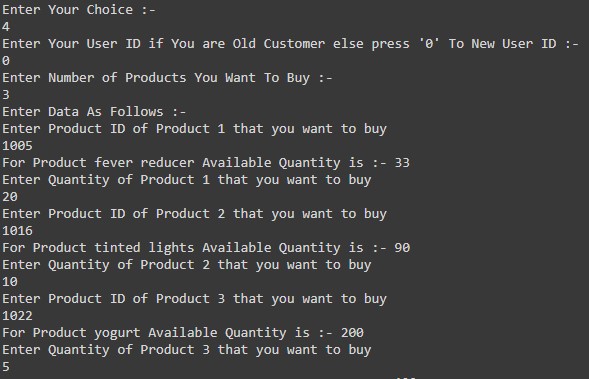 Enter Your Choice :-
4
Enter Your User ID if You are Old Customer else press '0' To New User ID :-
0
Enter Number of Products You Want To Buy :-
3
Enter Data As Follows :-
Enter Product ID of Product 1 that you want to buy
1005
For Product fever reducer Available Quantity is :- 33
Enter Quantity of Product 1 that you want to buy
20
Enter Product ID of Product 2 that you want to buy
1016
For Product tinted lights Available Quantity is :- 90
Enter Quantity of Product 2 that you want to buy
10
Enter Product ID of Product 3 that you want to buy
1022
For Product yogurt Available Quantity is :- 200
Enter Quantity of Product 3 that you want to buy
5